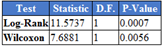 Test Statistic D.F. P-Value
Log-Rank 11.5737 1 0.0007
Wilcoxon 7.6881 1 0.0056